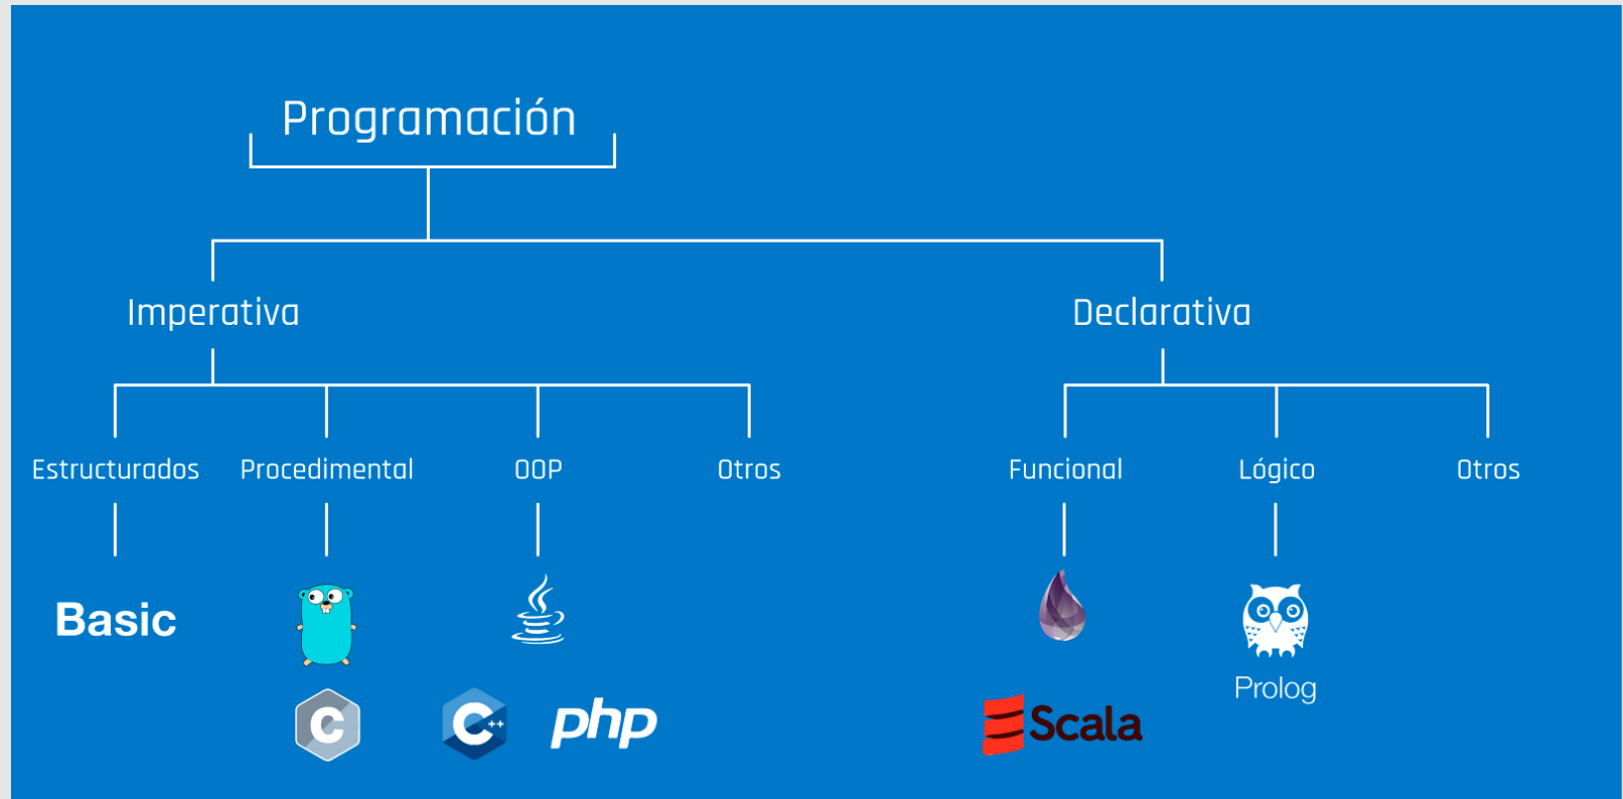 Programación
Imperativa
Declarativa
Estructurados
Procedimental
OOP
Otros
Funcional
Lógico
Otros
Basic
C
C++
php
Scala
Prolog